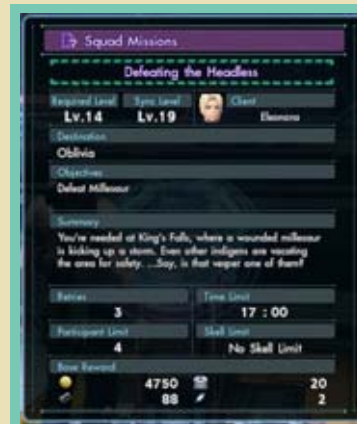 Squad Missions
Defeating the Headless
Required Level Sync Level Client
Lv.14 Lv.19 Eleonora
Destination
Oblivia
Objectives
Defeat Millesaur
Summary
You're needed at King's Falls, where a wounded millesaur
is kicking up a storm. Even other indigens are vacating
the area for safety. ...Say, is that vesper one of them?
Retries Time Limit
3 17 : 00
Participant Limit Skell Limit
4 No Skell Limit
Base Reward
4750 20
88 2